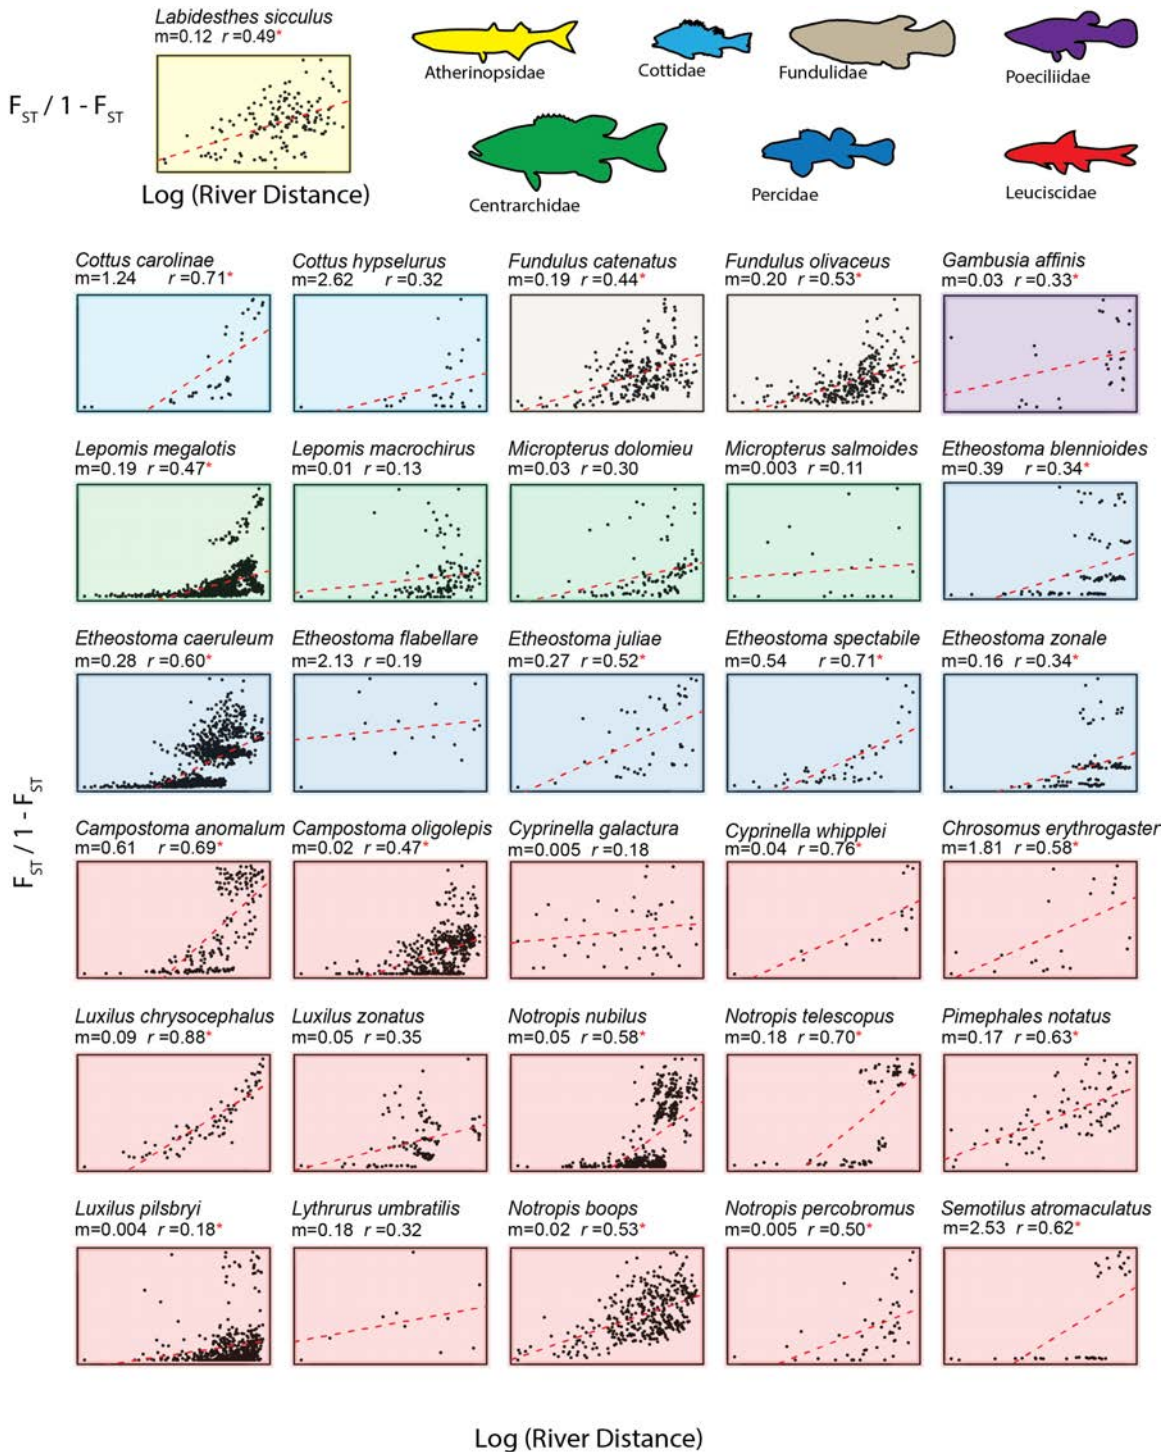 Labidesthes sicculus
m=0.12 r=0.49*
F_ST / 1 - F_ST
Log (River Distance)
Atherinopsidae
Cottidae
Fundulidae
Poeciliidae
Centrarchidae
Percidae
Leuciscidae
Cottus carolinae
m=1.24 r=0.71*
Cottus hypselurus
m=2.62 r=0.32
Fundulus catenatus
m=0.19 r=0.44*
Fundulus olivaceus
m=0.20 r=0.53*
Gambusia affinis
m=0.03 r=0.33*
Lepomis megalotis
m=0.19 r=0.47*
Lepomis macrochirus
m=0.01 r=0.13
Micropterus dolomieu
m=0.03 r=0.30
Micropterus salmoides
m=0.003 r=0.11
Etheostoma blennioides
m=0.39 r=0.34*
Etheostoma caeruleum
m=0.28 r=0.60*
Etheostoma flabellare
m=2.13 r=0.19
Etheostoma juliae
m=0.27 r=0.52*
Etheostoma spectabile
m=0.54 r=0.71*
Etheostoma zonale
m=0.16 r=0.34*
F_ST / 1 - F_ST
Campostoma anomalum
m=0.61 r=0.69*
Campostoma oligolepis
m=0.02 r=0.47*
Cyprinella galactura
m=0.005 r=0.18
Cyprinella whipplei
m=0.04 r=0.76*
Chrosomus erythrogaster
m=1.81 r=0.58*
Luxilus chrysocephalus
m=0.09 r=0.88*
Luxilus zonatus
m=0.05 r=0.35
Notropis nubilus
m=0.05 r=0.58*
Notropis telescopus
m=0.18 r=0.70*
Pimephales notatus
m=0.17 r=0.63*
Luxilus pilsbryi
m=0.004 r=0.18*
Lythrurus umbratilis
m=0.18 r=0.32
Notropis boops
m=0.02 r=0.53*
Notropis percobromus
m=0.005 r=0.50*
Semotilus atromaculatus
m=2.53 r=0.62*
Log (River Distance)